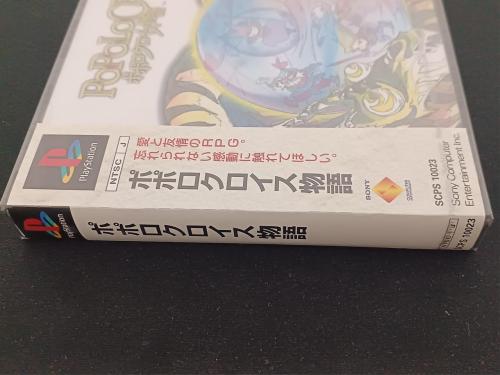 PoPoLoC
PlayStation
NTSC J
愛と友情のRPG。
忘れられない感動に触れてほしい。
ポポロクロイス物語
SONY
SCPS 10023
Sony Computer
Entertainment Inc.
PlayStation
ポポロクロイス物語
SCPS 10023